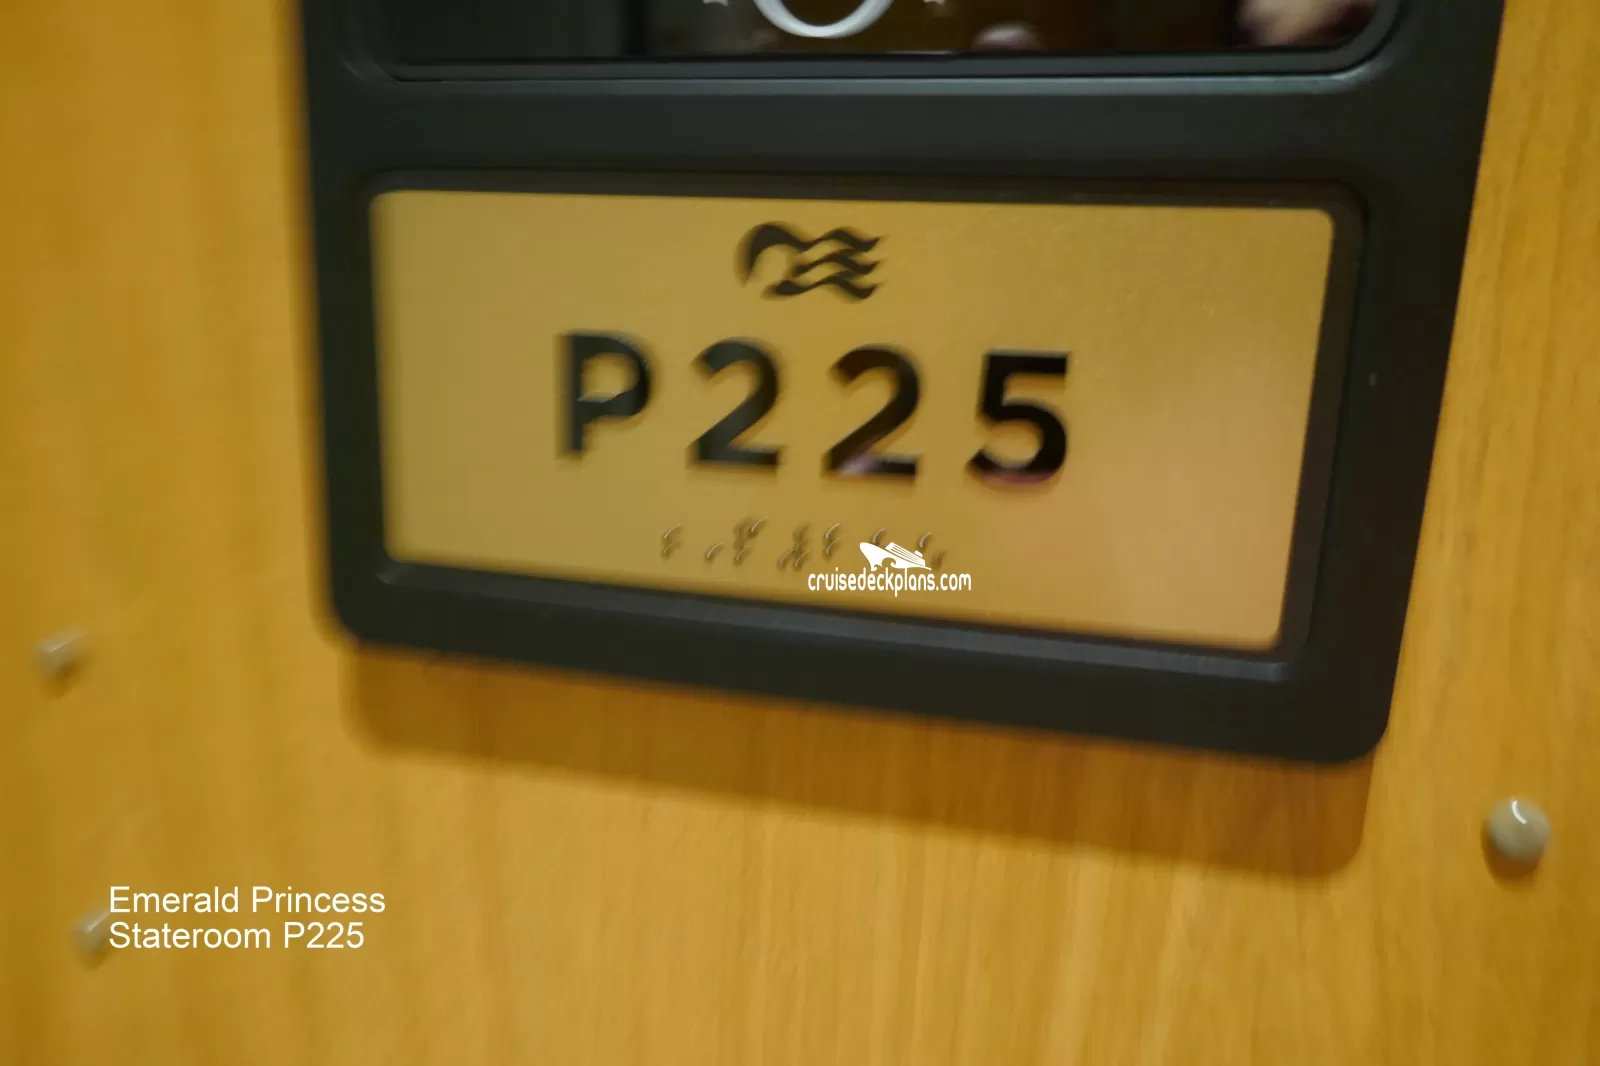 P225
cruisedeckplans.com
Emerald Princess
Stateroom P225